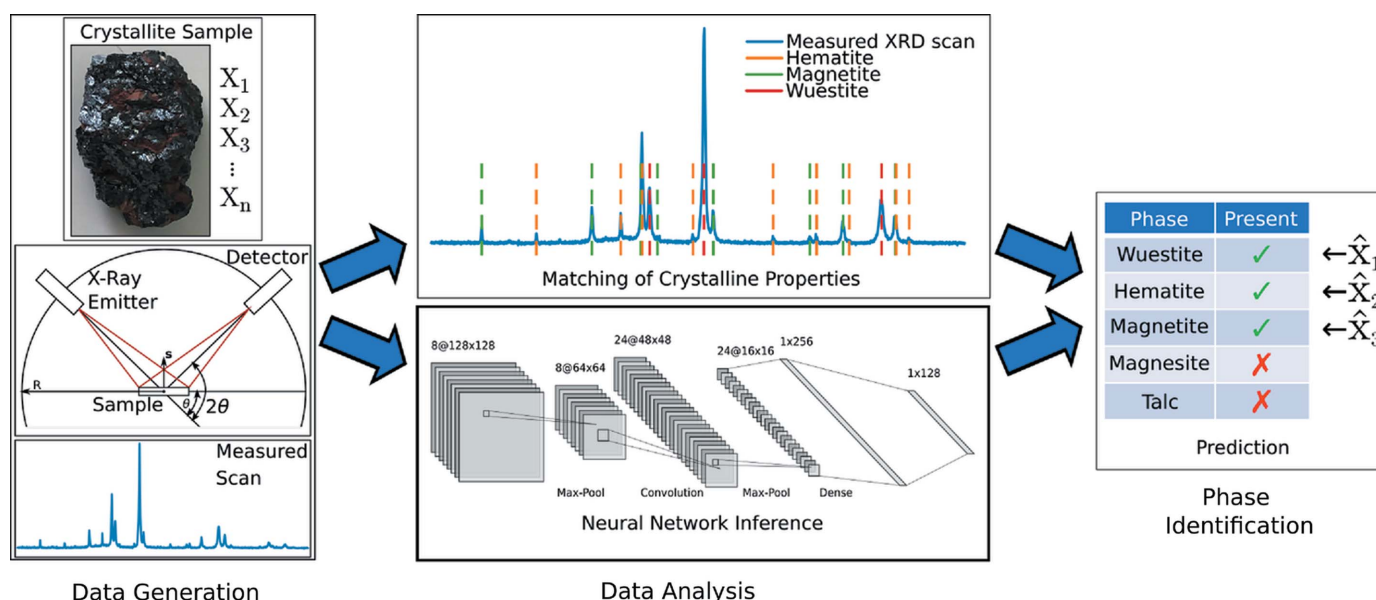 Crystallite Sample
X1
X2
X3
⋮
Xn
X-Ray
Emitter
Detector
s
R
Sample
θ
2θ
Measured
Scan
Data Generation
Measured XRD scan
Hematite
Magnetite
Wuestite
Matching of Crystalline Properties
8@128x128
8@64x64
24@48x48
24@16x16
1x256
1x128
Max-Pool
Convolution
Max-Pool
Dense
Neural Network Inference
Data Analysis
Phase Present
Wuestite ✓ ←X̂1
Hematite ✓ ←X̂2
Magnetite ✓ ←X̂3
Magnesite ✗
Talc ✗
Prediction
Phase
Identification